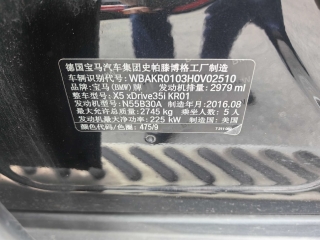 德国宝马汽车集团史帕滕博格工厂制造
车辆识别代号: WBAKR0103H0V02510
品牌: 宝马(BMW)牌 发动机排量: 2979 ml
整车型号: X5 xDrive35i KR01
发动机型号: N55B30A 制造年月: 2016.08
最大允许总质量: 2745 kg 乘坐人数: 5 人
发动机最大净功率: 225 kW 制造国: 美国
颜色代码/色漆: 475/9